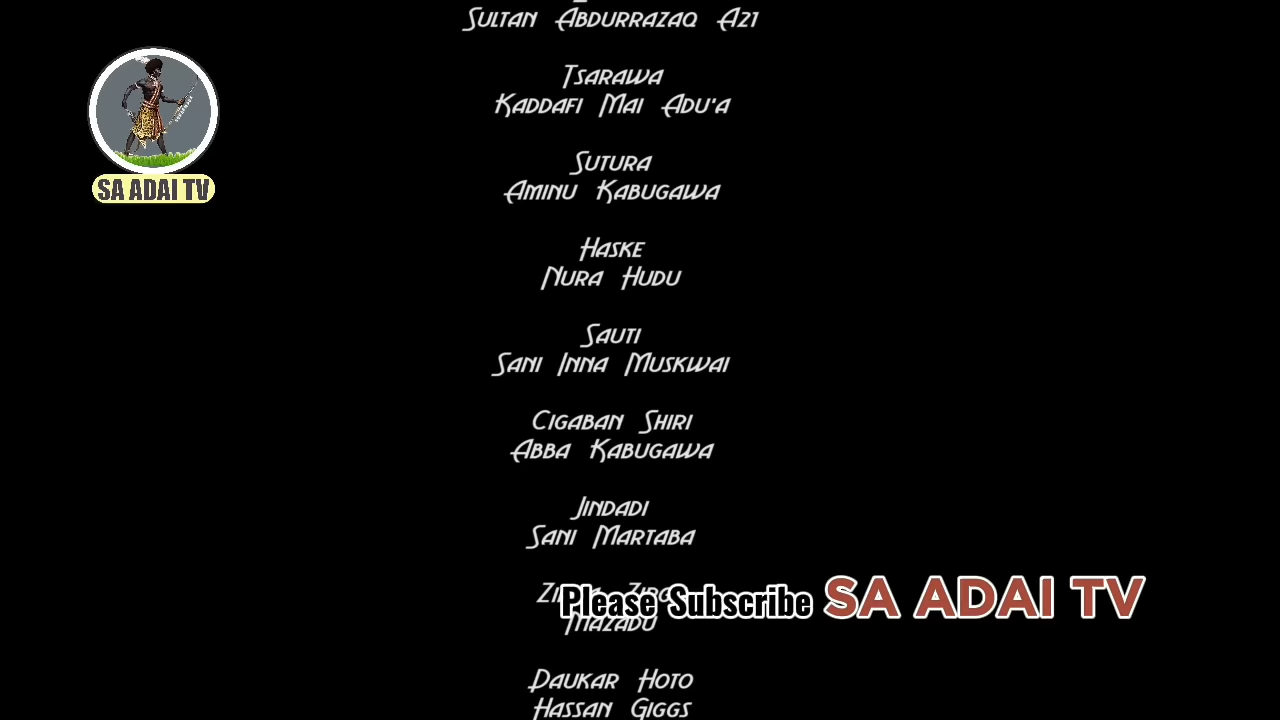 Sultan Abdurrazaq Azi
Tsarawa
Kaddafi Mai Adu'a
Sutura
Aminu Kabugawa
Haske
Nura Hudu
Sauti
Sani Inna Muskwai
Cigaban Shiri
Abba Kabugawa
Jindadi
Sani Martaba
Mazadu
Daukar Hoto
Hassan Giggs
SA ADAI TV
Please Subscribe SA ADAI TV